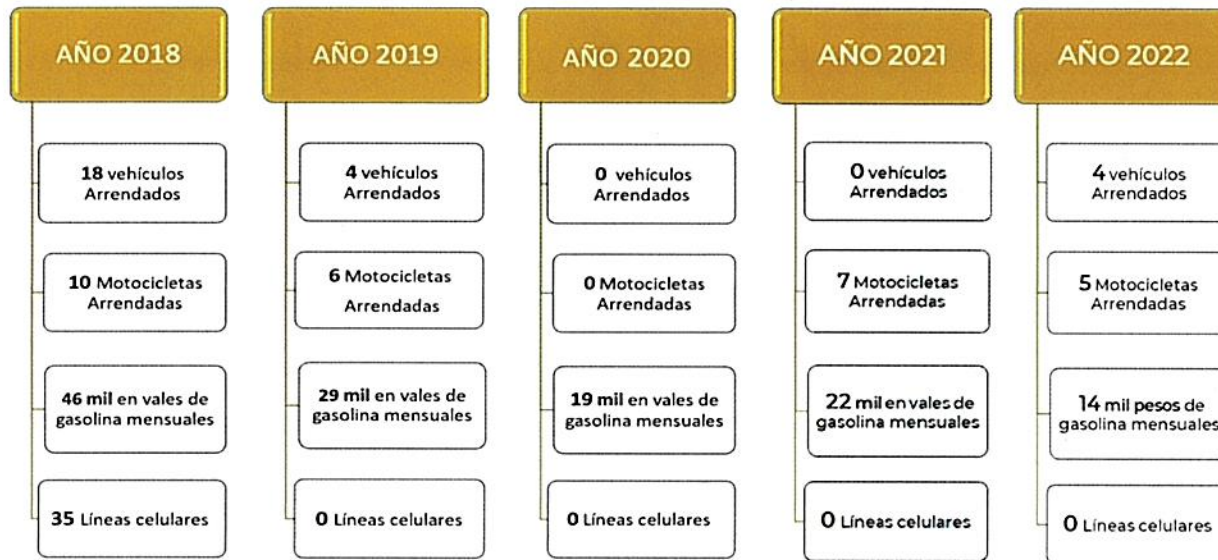 AÑO 2018
18 vehículos
Arrendados
10 Motocicletas
Arrendadas
46 mil en vales de
gasolina mensuales
35 Líneas celulares
AÑO 2019
4 vehículos
Arrendados
6 Motocicletas
Arrendadas
29 mil en vales de
gasolina mensuales
0 Líneas celulares
AÑO 2020
0 vehículos
Arrendados
0 Motocicletas
Arrendadas
19 mil en vales de
gasolina mensuales
0 Líneas celulares
AÑO 2021
0 vehículos
Arrendados
7 Motocicletas
Arrendadas
22 mil en vales de
gasolina mensuales
0 Líneas celulares
AÑO 2022
4 vehículos
Arrendados
5 Motocicletas
Arrendadas
14 mil pesos de
gasolina mensuales
0 Líneas celulares